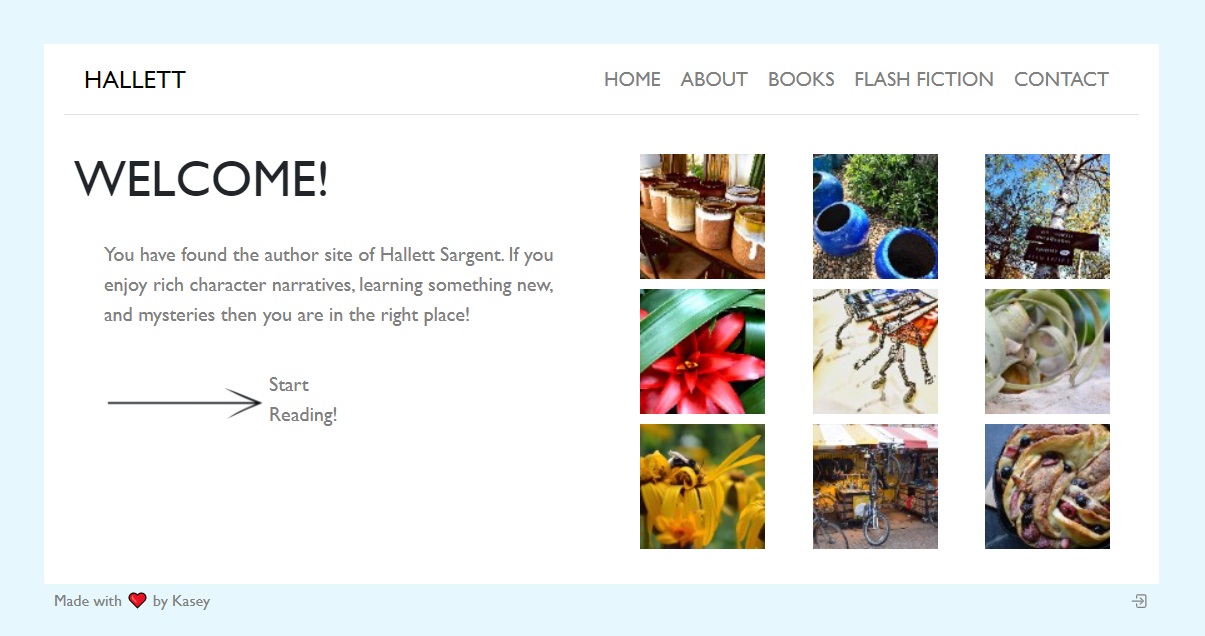 HALLETT
HOME ABOUT BOOKS FLASH FICTION CONTACT
WELCOME!
You have found the author site of Hallett Sargent. If you
enjoy rich character narratives, learning something new,
and mysteries then you are in the right place!
Start
Reading!
Made with ❤️ by Kasey